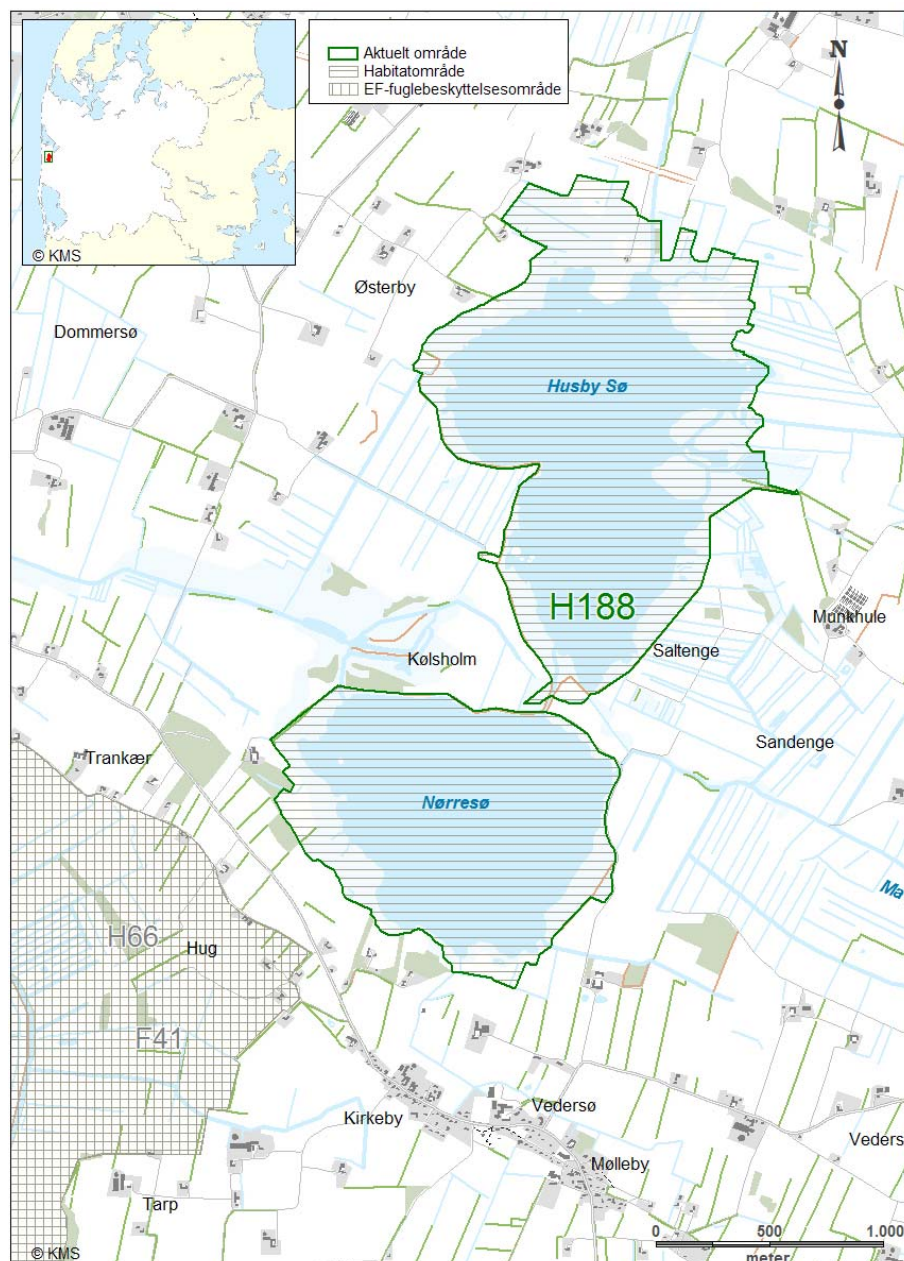 Aktuelt område
Habitatområde
EF-fuglebeskyttelsesområde
N
© KMS
Østerby
Dommersø
Husby Sø
H188
Munkhule
Saltenge
Kølsholm
Sandenge
Trankær
Nørresø
Ma
H66
Hug
F41
Kirkeby
Vedersø
Veders
Mølleby
Tarp
0 500 1.000
meter
© KMS